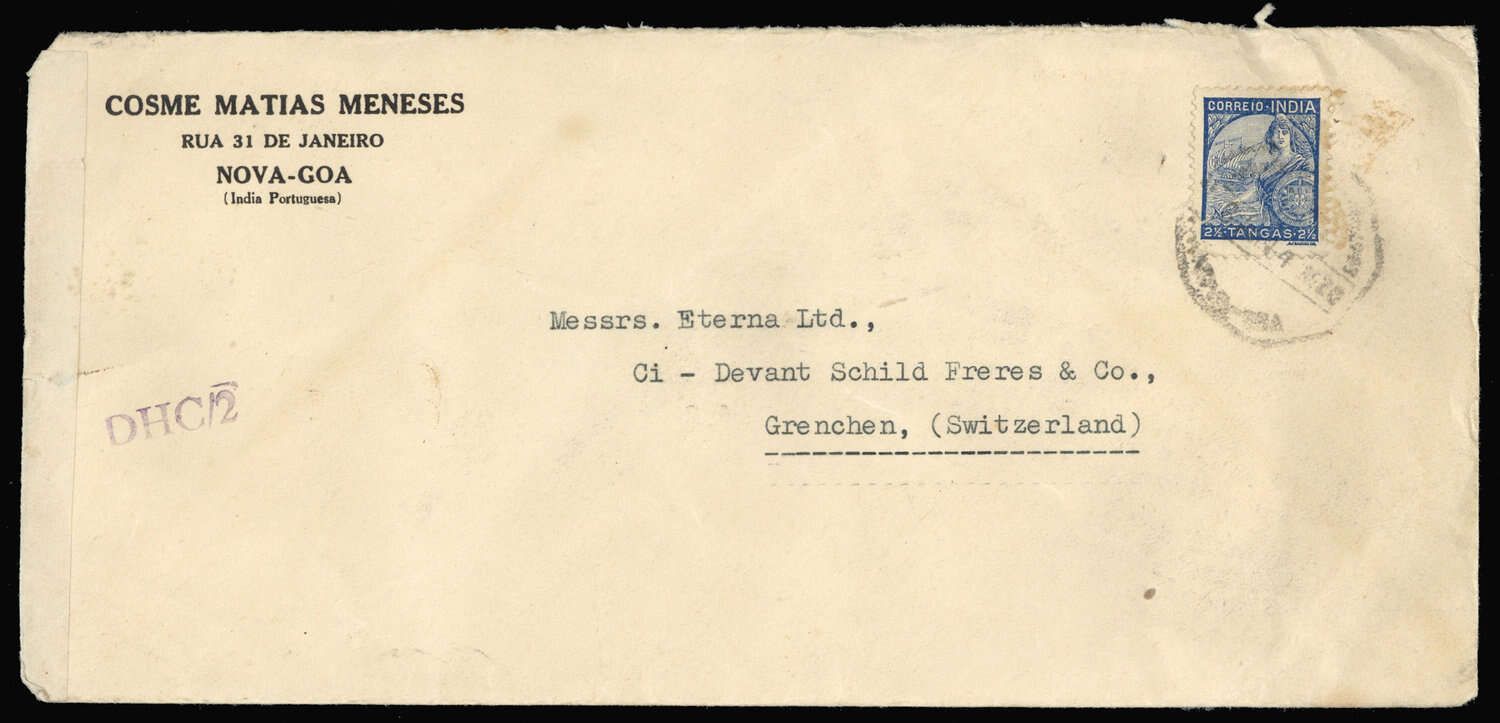 COSME MATIAS MENESES
RUA 31 DE JANEIRO
NOVA-GOA
(India Portuguesa)
CORREIO·INDIA
2½·TANGAS·2½
Messrs. Eterna Ltd.,
Ci - Devant Schild Freres & Co.,
Grenchen, (Switzerland)
DHC/2